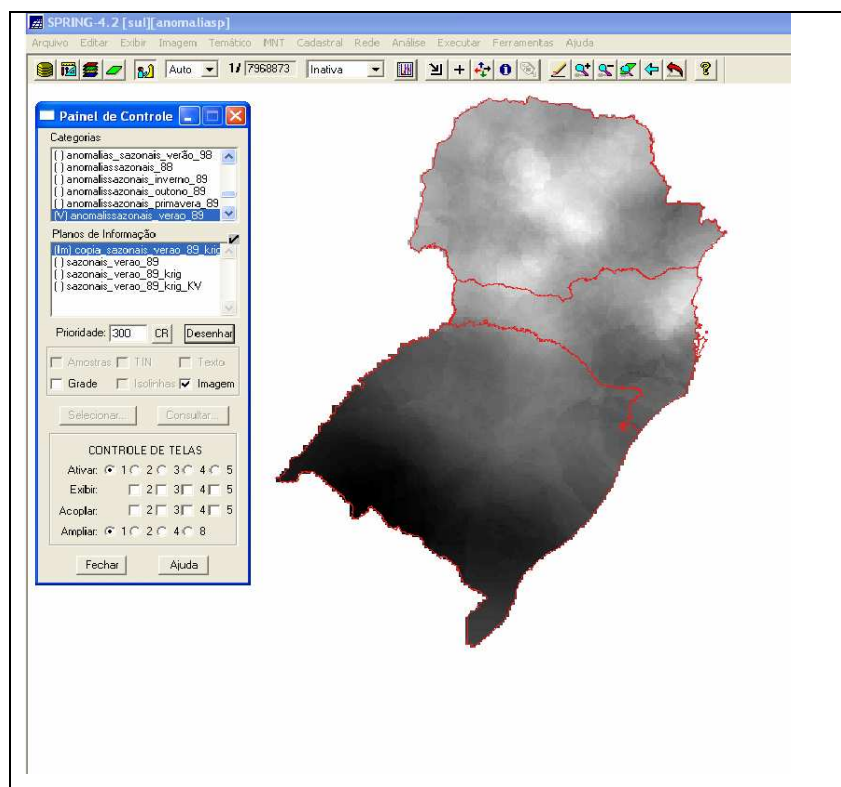 SPRING-4.2 [sul][anomaliasp]
Arquivo Editar Exibir Imagem Temático MNT Cadastral Rede Análise Executar Ferramentas Ajuda
Auto 1/ 7968873 Inativa
Painel de Controle
Categorias
( ) anomalias_sazonais_verão_98
( ) anomaliassazonais_88
( ) anomalissazonais_inverno_89
( ) anomalissazonais_outono_89
( ) anomalissazonais_primavera_89
(V) anomalissazonais_verao_89
Planos de Informação
(Im) copia_sazonais_verao_89_krig
( ) sazonais_verao_89
( ) sazonais_verao_89_krig
( ) sazonais_verao_89_krig_KV
Prioridade: 300 CR Desenhar
Amostras TIN Texto
Grade Isolinhas Imagem
Selecionar... Consultar...
CONTROLE DE TELAS
Ativar: 1 2 3 4 5
Exibir: 2 3 4 5
Acoplar: 2 3 4 5
Ampliar: 1 2 4 8
Fechar Ajuda